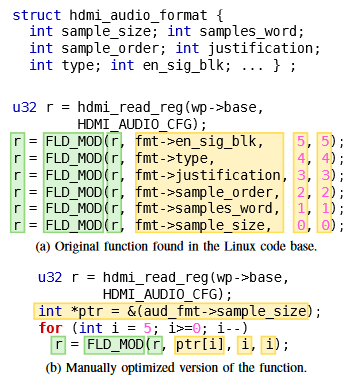 struct hdmi_audio_format {
int sample_size; int samples_word;
int sample_order; int justification;
int type; int en_sig_blk; ... } ;
u32 r = hdmi_read_reg(wp->base,
HDMI_AUDIO_CFG);
r = FLD_MOD(r, fmt->en_sig_blk, 5, 5);
r = FLD_MOD(r, fmt->type, 4, 4);
r = FLD_MOD(r, fmt->justification, 3, 3);
r = FLD_MOD(r, fmt->sample_order, 2, 2);
r = FLD_MOD(r, fmt->samples_word, 1, 1);
r = FLD_MOD(r, fmt->sample_size, 0, 0);
(a) Original function found in the Linux code base.
u32 r = hdmi_read_reg(wp->base,
HDMI_AUDIO_CFG);
int *ptr = &(aud_fmt->sample_size);
for (int i = 5; i>=0; i--)
r = FLD_MOD(r, ptr[i], i, i);
(b) Manually optimized version of the function.